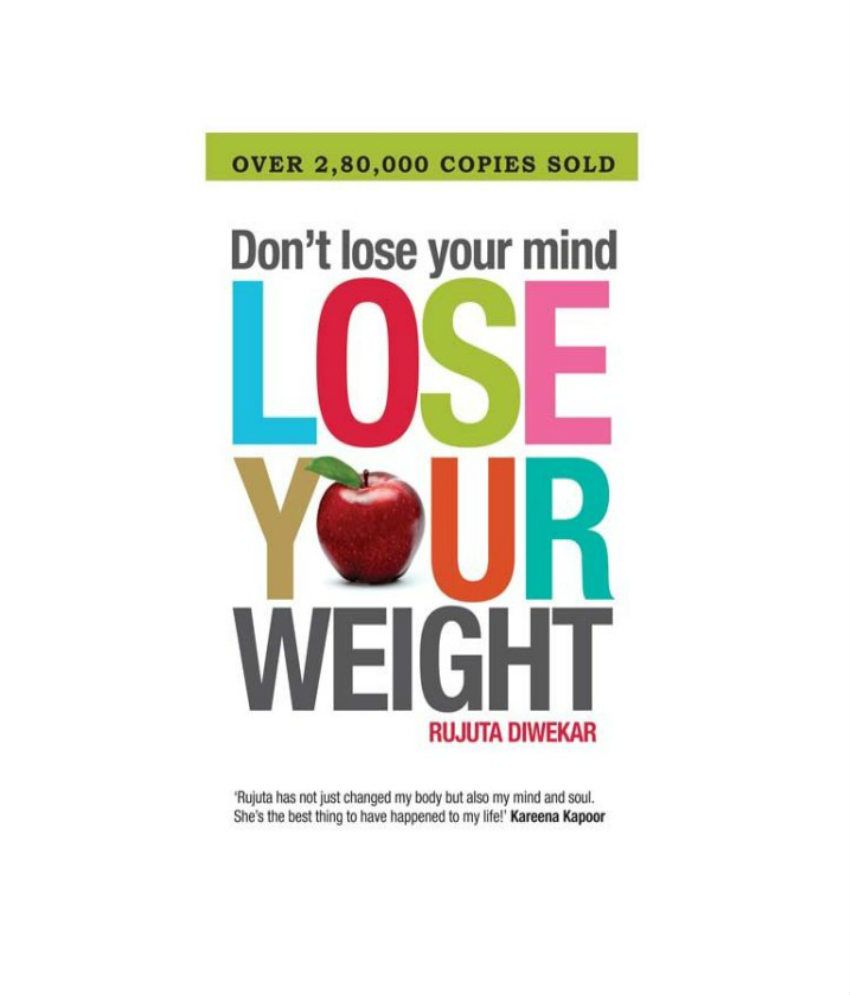 OVER 2,80,000 COPIES SOLD
Don't lose your mind
LOSE
YOUR
WEIGHT
RUJUTA DIWEKAR
'Rujuta has not just changed my body but also my mind and soul.
She's the best thing to have happened to my life!' Kareena Kapoor